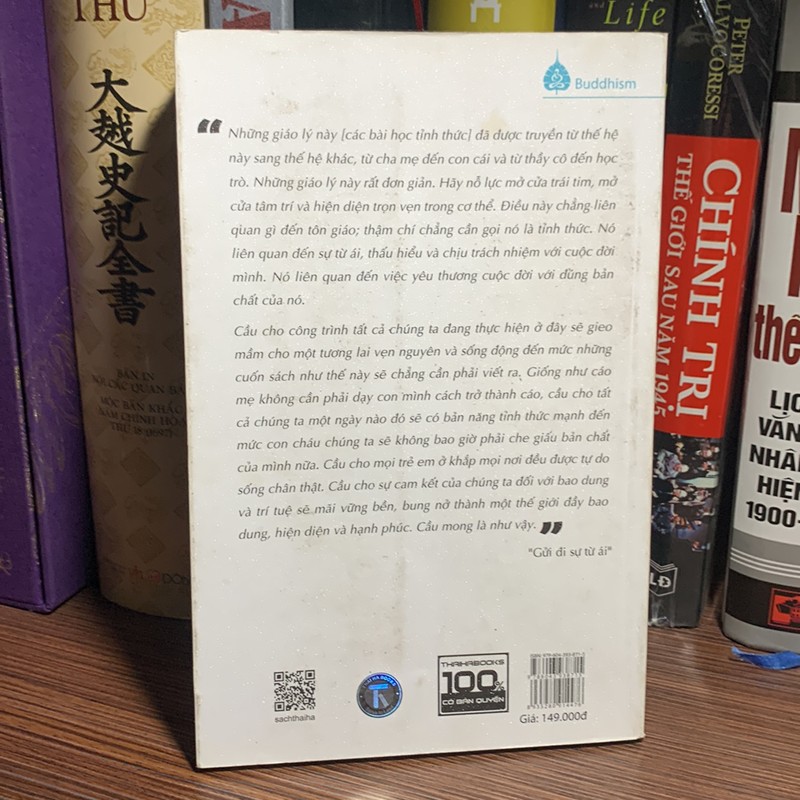 Buddhism
“
Những giáo lý này [các bài học tỉnh thức] đã được truyền từ thế hệ
này sang thế hệ khác, từ cha mẹ đến con cái và từ thầy cô đến học
trò. Những giáo lý này rất đơn giản. Hãy nỗ lực mở cửa trái tim, mở
cửa tâm trí và hiện diện trọn vẹn trong cơ thể. Điều này chẳng liên
quan gì đến tôn giáo; thậm chí chẳng cần gọi nó là tỉnh thức. Nó
liên quan đến sự từ ái, thấu hiểu và chịu trách nhiệm với cuộc đời
mình. Nó liên quan đến việc yêu thương cuộc đời với đúng bản
chất của nó.
Cầu cho công trình tất cả chúng ta đang thực hiện ở đây sẽ gieo
mầm cho một tương lai vẹn nguyên và sống động đến mức những
cuốn sách như thế này sẽ chẳng cần phải viết ra. Giống như cáo
mẹ không cần phải dạy con mình cách trở thành cáo, cầu cho tất
cả chúng ta một ngày nào đó sẽ có bản năng tỉnh thức mạnh đến
mức con cháu chúng ta sẽ không bao giờ phải che giấu bản chất
của mình nữa. Cầu cho mọi trẻ em ở khắp mọi nơi đều được tự do
sống chân thật. Cầu cho sự cam kết của chúng ta đối với bao dung
và trí tuệ sẽ mãi vững bền, bung nở thành một thế giới đầy bao
dung, hiện diện và hạnh phúc. Cầu mong là như vậy. ”
"Gửi đi sự từ ái"
sachthaiha
THAIHABOOKS
100%
CÓ BẢN QUYỀN
Giá: 149.000đ
THƯ
大越史記全書
BẢN IN
NĂM CHÍNH HÒA
THỨ 18 (1697)
and
Life
PETER
CALVOCORESSI
CHÍNH TRỊ
THẾ GIỚI SAU NĂM 1945